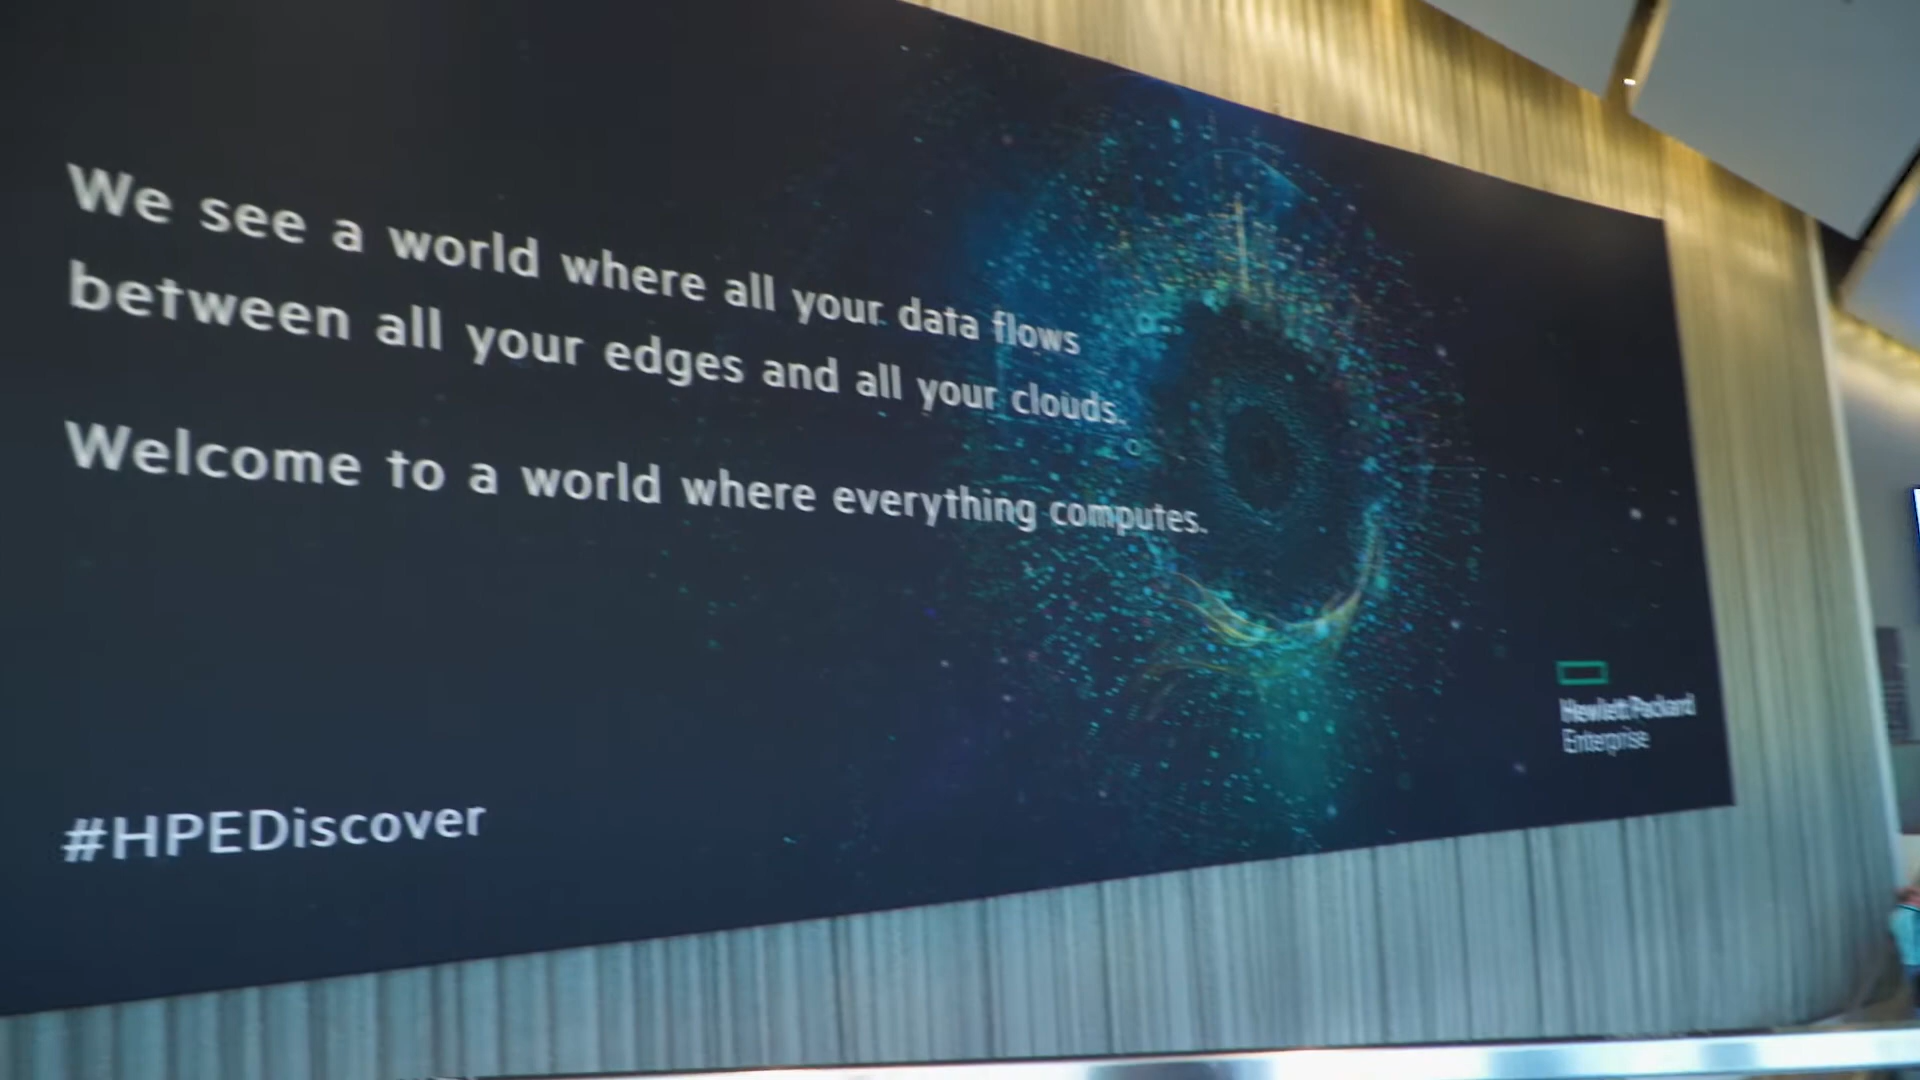 We see a world where all your data flows
between all your edges and all your clouds.
Welcome to a world where everything computes.
Hewlett Packard
Enterprise
#HPEDiscover